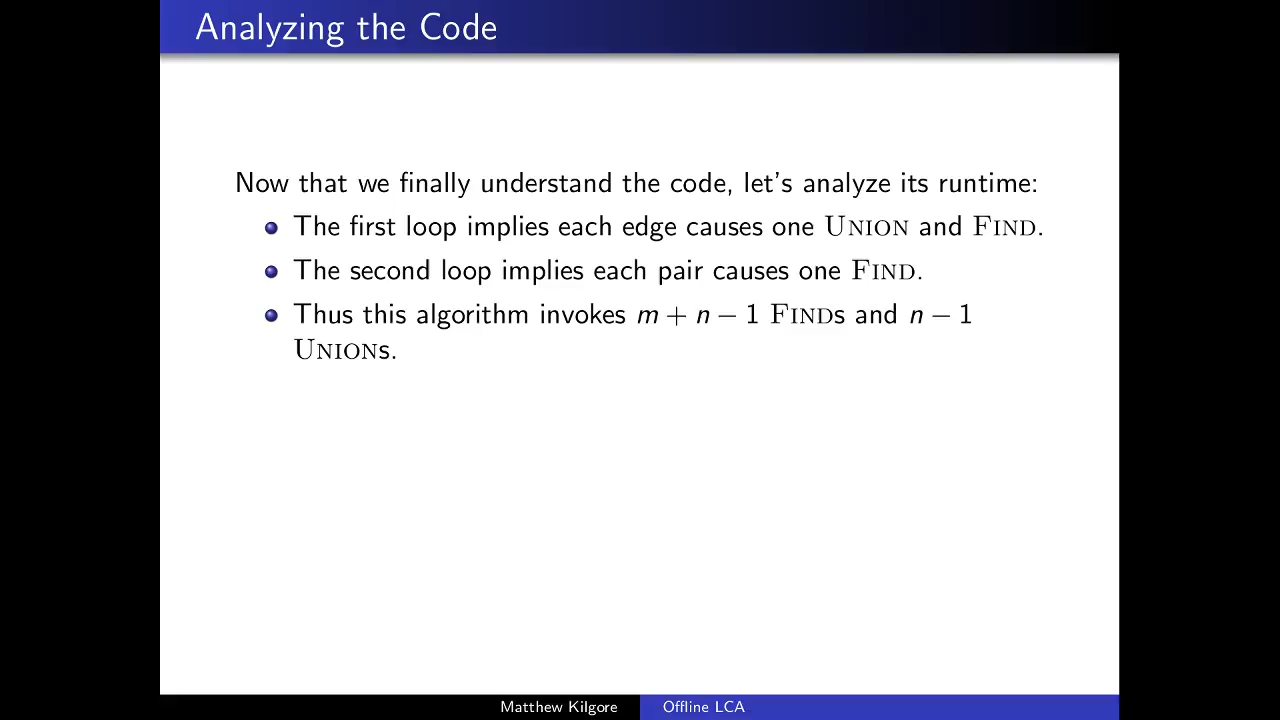 Analyzing the Code
Now that we finally understand the code, let's analyze its runtime:
The first loop implies each edge causes one UNION and FIND.
The second loop implies each pair causes one FIND.
Thus this algorithm invokes m + n − 1 FINDs and n − 1
UNIONs.
Matthew Kilgore
Offline LCA